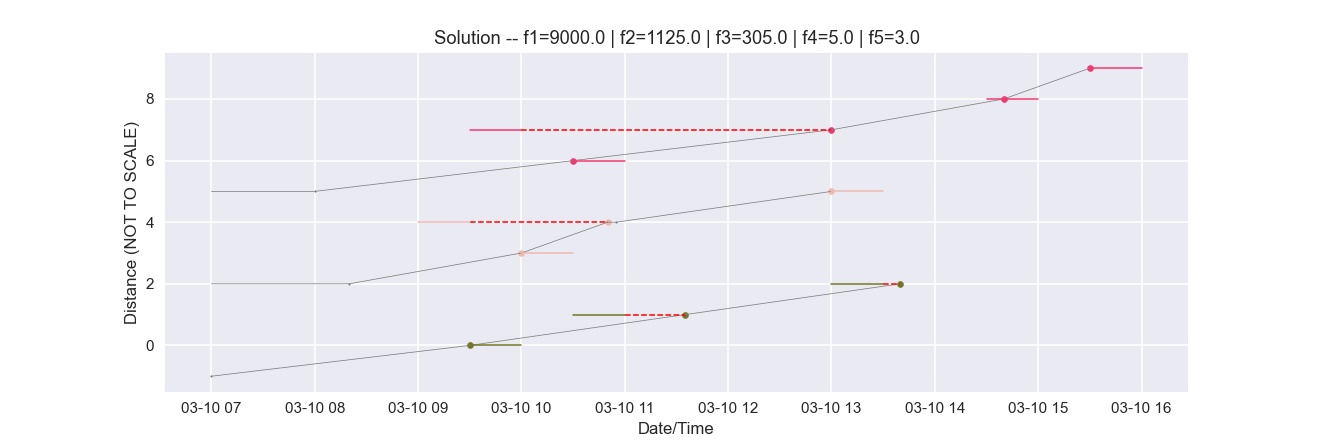 Solution -- f1=9000.0 | f2=1125.0 | f3=305.0 | f4=5.0 | f5=3.0
Distance (NOT TO SCALE)
8
6
4
2
0
03-10 07 03-10 08 03-10 09 03-10 10 03-10 11 03-10 12 03-10 13 03-10 14 03-10 15 03-10 16
Date/Time